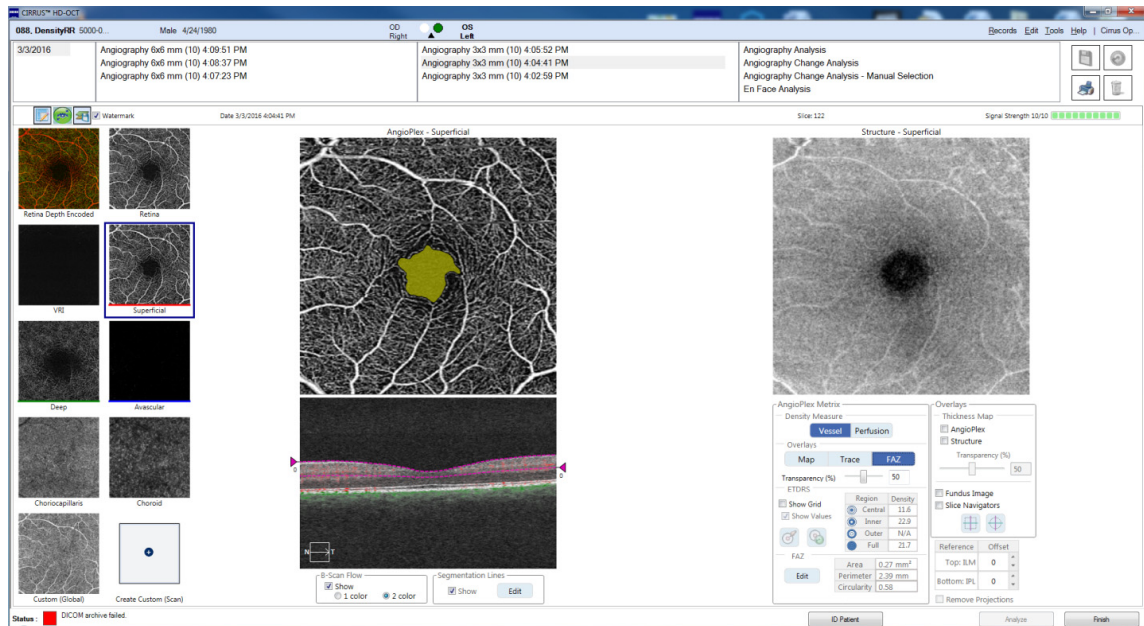 CIRRUS™ HD-OCT
088, DensityRR 5000-0... Male 4/24/1980 OD Right OS Left Records Edit Tools Help | Cirrus Op...
3/3/2016
Angiography 6x6 mm (10) 4:09:51 PM
Angiography 6x6 mm (10) 4:08:37 PM
Angiography 6x6 mm (10) 4:07:23 PM
Angiography 3x3 mm (10) 4:05:52 PM
Angiography 3x3 mm (10) 4:04:41 PM
Angiography 3x3 mm (10) 4:02:59 PM
Angiography Analysis
Angiography Change Analysis
Angiography Change Analysis - Manual Selection
En Face Analysis
Watermark Date 3/3/2016 4:04:41 PM Slice: 122 Signal Strength 10/10
Retina Depth Encoded Retina
VRI Superficial
Deep Avascular
Choriocapillaris Choroid
Custom (Global) Create Custom (Scan)
AngioPlex - Superficial
0 0
N T
B-Scan Flow
Show
1 color 2 color
Segmentation Lines
Show Edit
Structure - Superficial
AngioPlex Metrix
Density Measure
Vessel Perfusion
Overlays
Map Trace FAZ
Transparency (%) 50
ETDRS
Show Grid
Show Values
Region Density
Central 11.6
Inner 22.9
Outer N/A
Full 21.7
FAZ
Edit
Area 0.27 mm²
Perimeter 2.39 mm
Circularity 0.58
Overlays
Thickness Map
AngioPlex
Structure
Transparency (%)
50
Fundus Image
Slice Navigators
Reference Offset
Top: ILM 0
Bottom: IPL 0
Remove Projections
Status : DICOM archive failed. ID Patient Analyze Finish